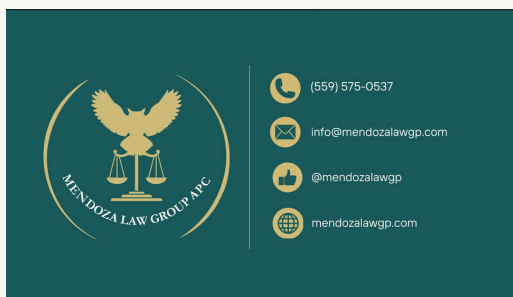 MENDOZA LAW GROUP APC
(559) 575-0537
info@mendozalawgp.com
@mendozalawgp
mendozalawgp.com